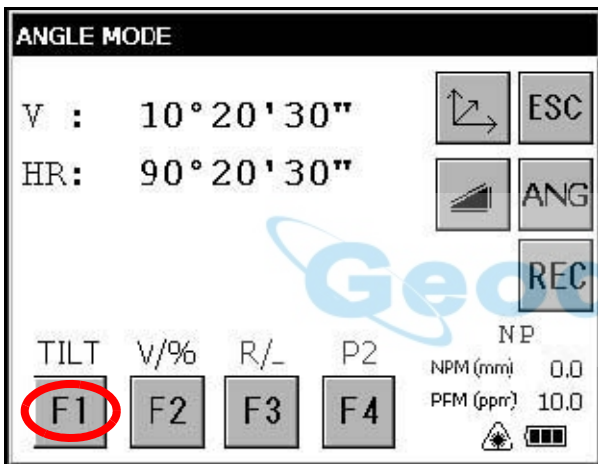 ANGLE MODE
V : 10°20'30"
HR: 90°20'30"
ESC
ANG
REC
TILT V/% R/_ P2
F1 F2 F3 F4
NP
NPM (mm) 0.0
PFM (ppm) 10.0